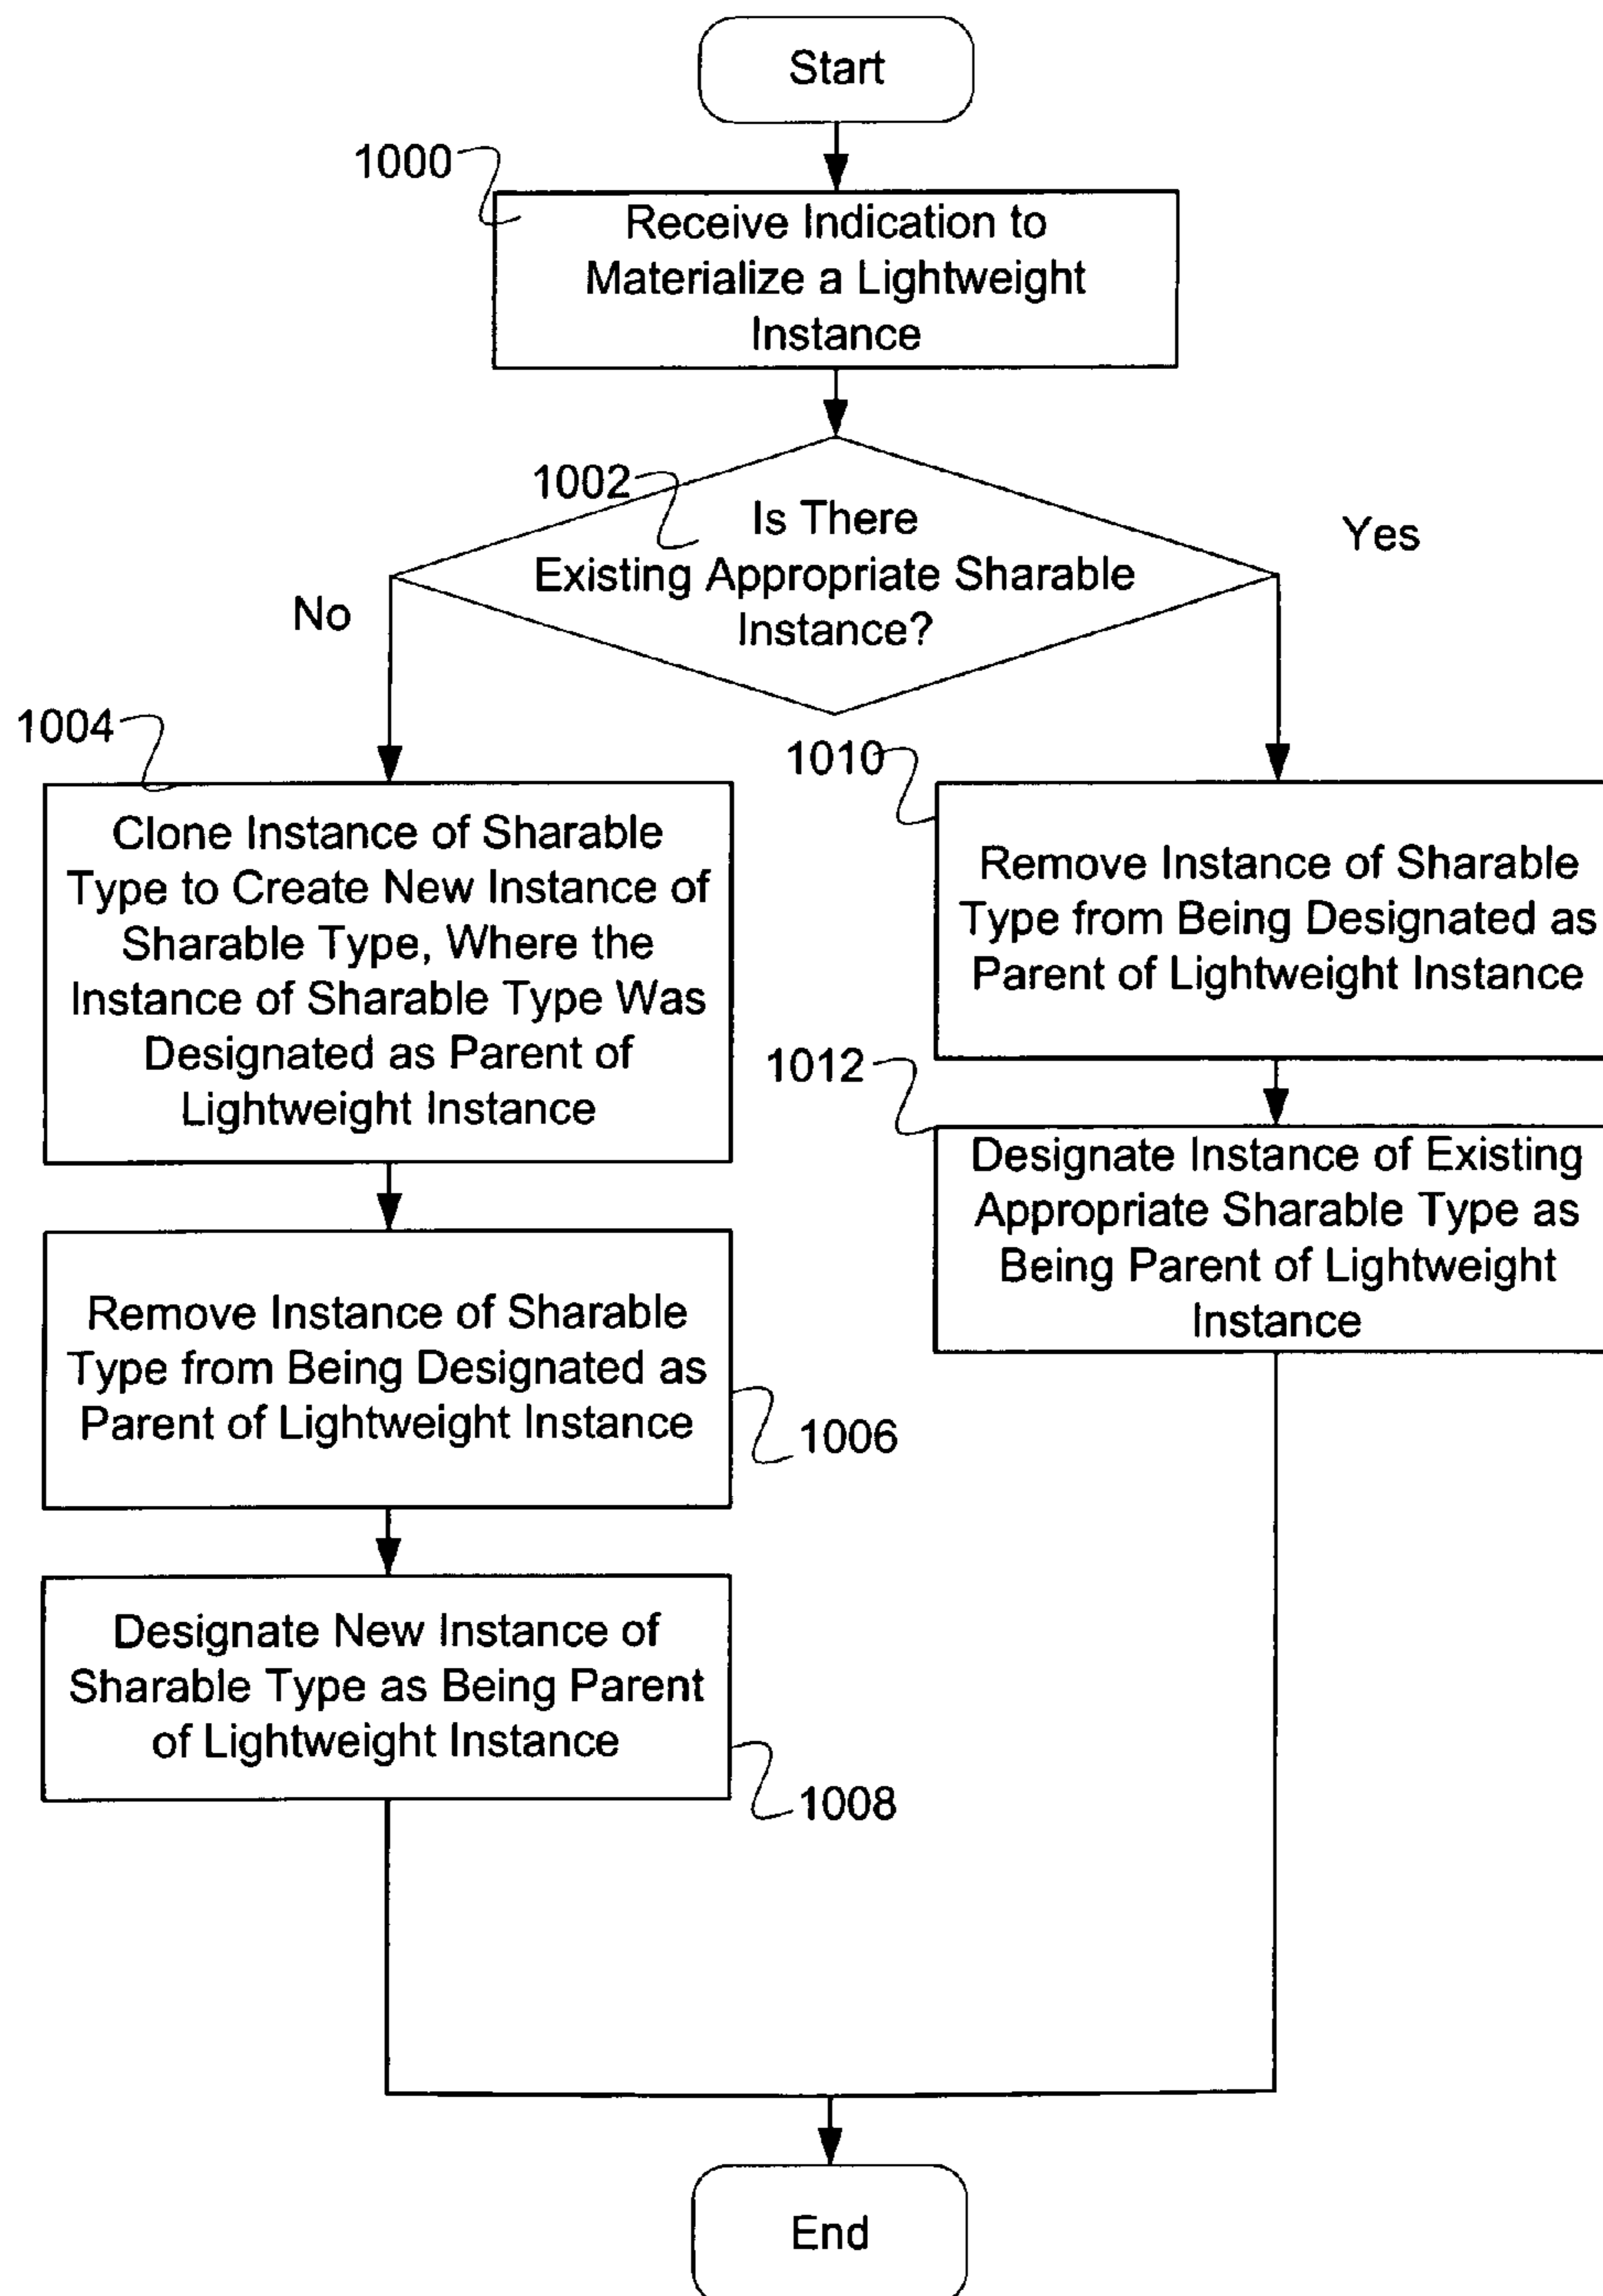 Start
1000
Receive Indication to
Materialize a Lightweight
Instance
1002
Is There
Existing Appropriate Sharable
Instance?
Yes
No
1004
Clone Instance of Sharable
Type to Create New Instance of
Sharable Type, Where the
Instance of Sharable Type Was
Designated as Parent of
Lightweight Instance
1006
Remove Instance of Sharable
Type from Being Designated as
Parent of Lightweight Instance
1008
Designate New Instance of
Sharable Type as Being Parent
of Lightweight Instance
1010
Remove Instance of Sharable
Type from Being Designated as
Parent of Lightweight Instance
1012
Designate Instance of Existing
Appropriate Sharable Type as
Being Parent of Lightweight
Instance
End